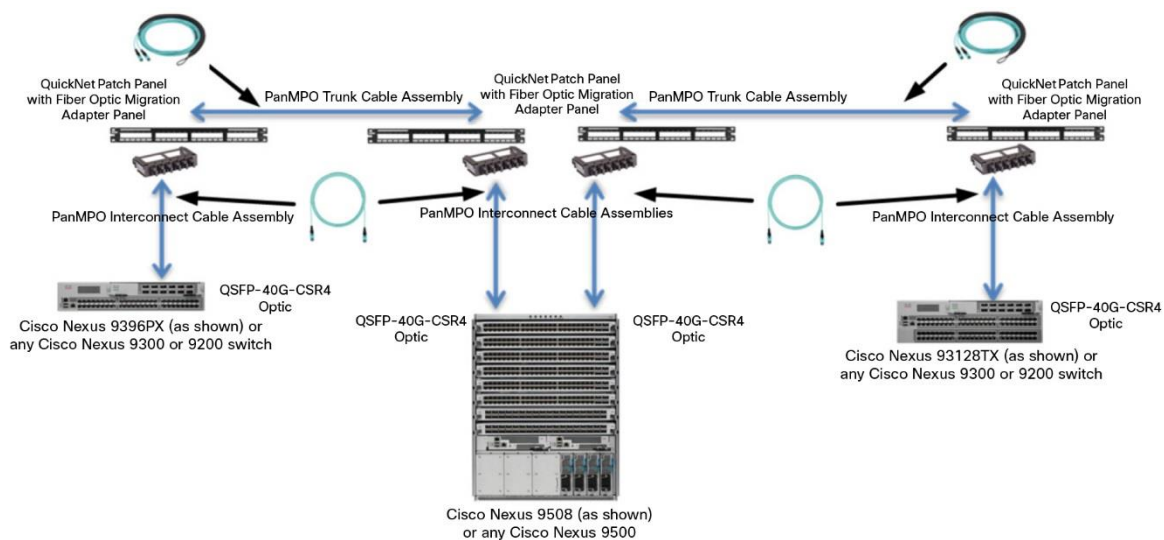 QuickNet Patch Panel
with Fiber Optic Migration
Adapter Panel
PanMPO Trunk Cable Assembly
QuickNet Patch Panel
with Fiber Optic Migration
Adapter Panel
PanMPO Trunk Cable Assembly
QuickNet Patch Panel
with Fiber Optic Migration
Adapter Panel
PanMPO Interconnect Cable Assembly
PanMPO Interconnect Cable Assemblies
PanMPO Interconnect Cable Assembly
QSFP-40G-CSR4
Optic
Cisco Nexus 9396PX (as shown) or
any Cisco Nexus 9300 or 9200 switch
QSFP-40G-CSR4
Optic
QSFP-40G-CSR4
Optic
QSFP-40G-CSR4
Optic
Cisco Nexus 93128TX (as shown) or
any Cisco Nexus 9300 or 9200 switch
Cisco Nexus 9508 (as shown)
or any Cisco Nexus 9500